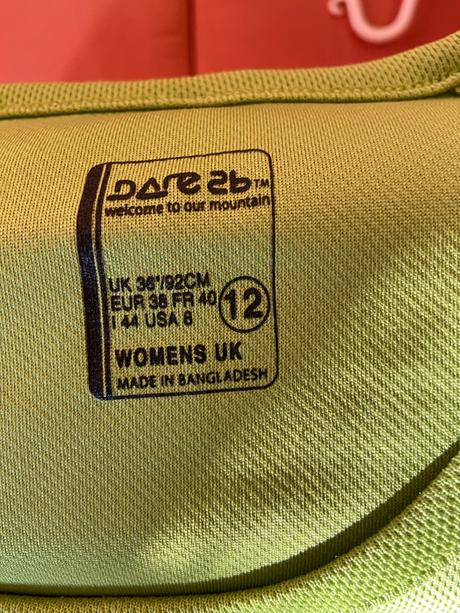 DARE 2b™
welcome to our mountain
UK 36"/92CM
EUR 38 FR 40
I 44 USA 8
12
WOMENS UK
MADE IN BANGLADESH